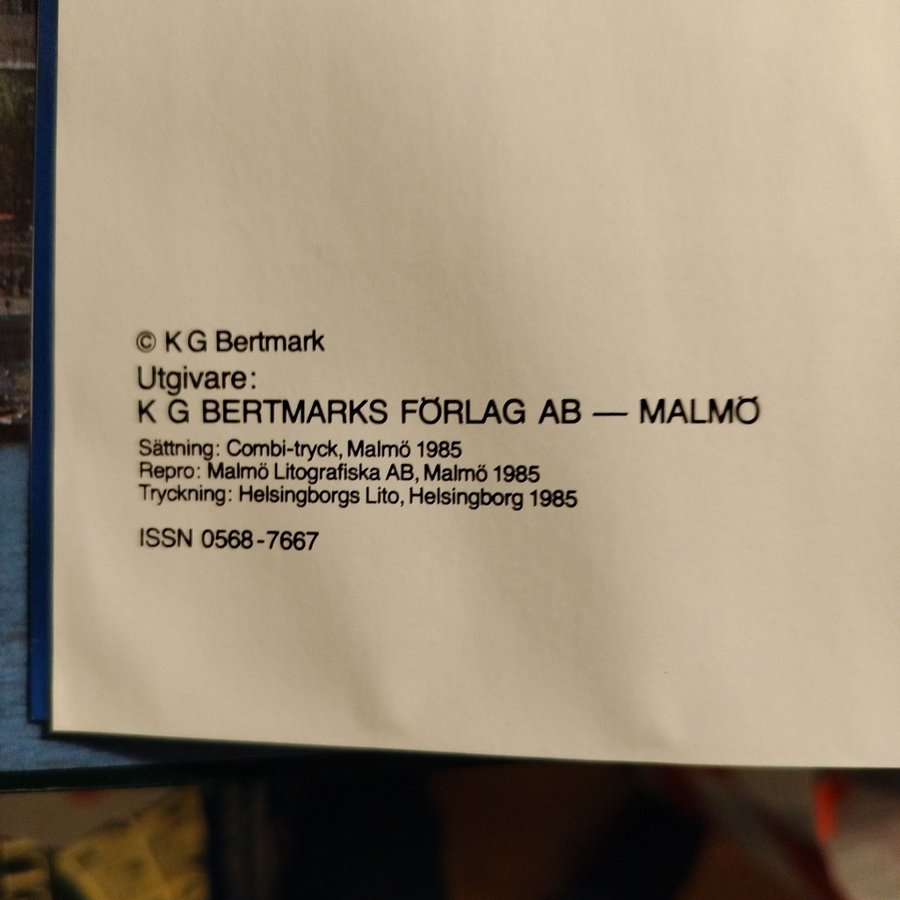 © K G Bertmark
Utgivare:
K G BERTMARKS FÖRLAG AB — MALMÖ
Sättning: Combi-tryck, Malmö 1985
Repro: Malmö Litografiska AB, Malmö 1985
Tryckning: Helsingborgs Lito, Helsingborg 1985
ISSN 0568-7667